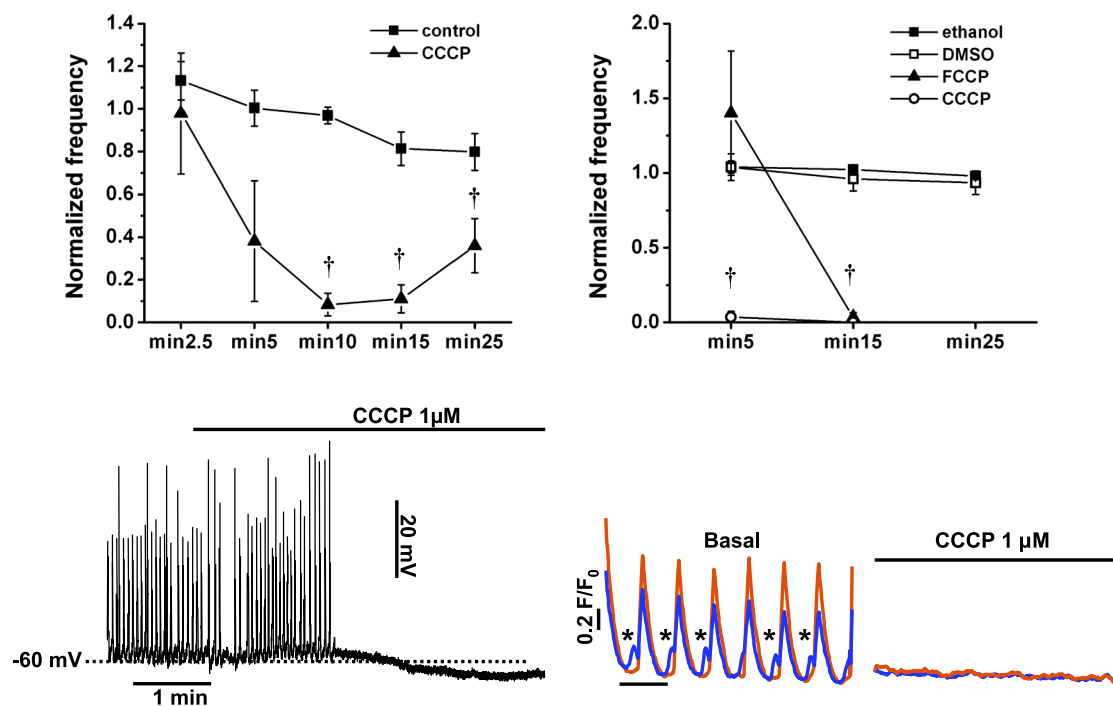 1.4
1.2
1.0
0.8
0.6
0.4
0.2
0.0
Normalized frequency
control
CCCP
†
†
†
min2.5 min5 min10 min15 min25
2.0
1.5
1.0
0.5
0.0
Normalized frequency
ethanol
DMSO
FCCP
CCCP
†
†
min5 min15 min25
CCCP 1µM
20 mV
-60 mV
1 min
Basal
CCCP 1 µM
0.2 F/F0
* * * * *